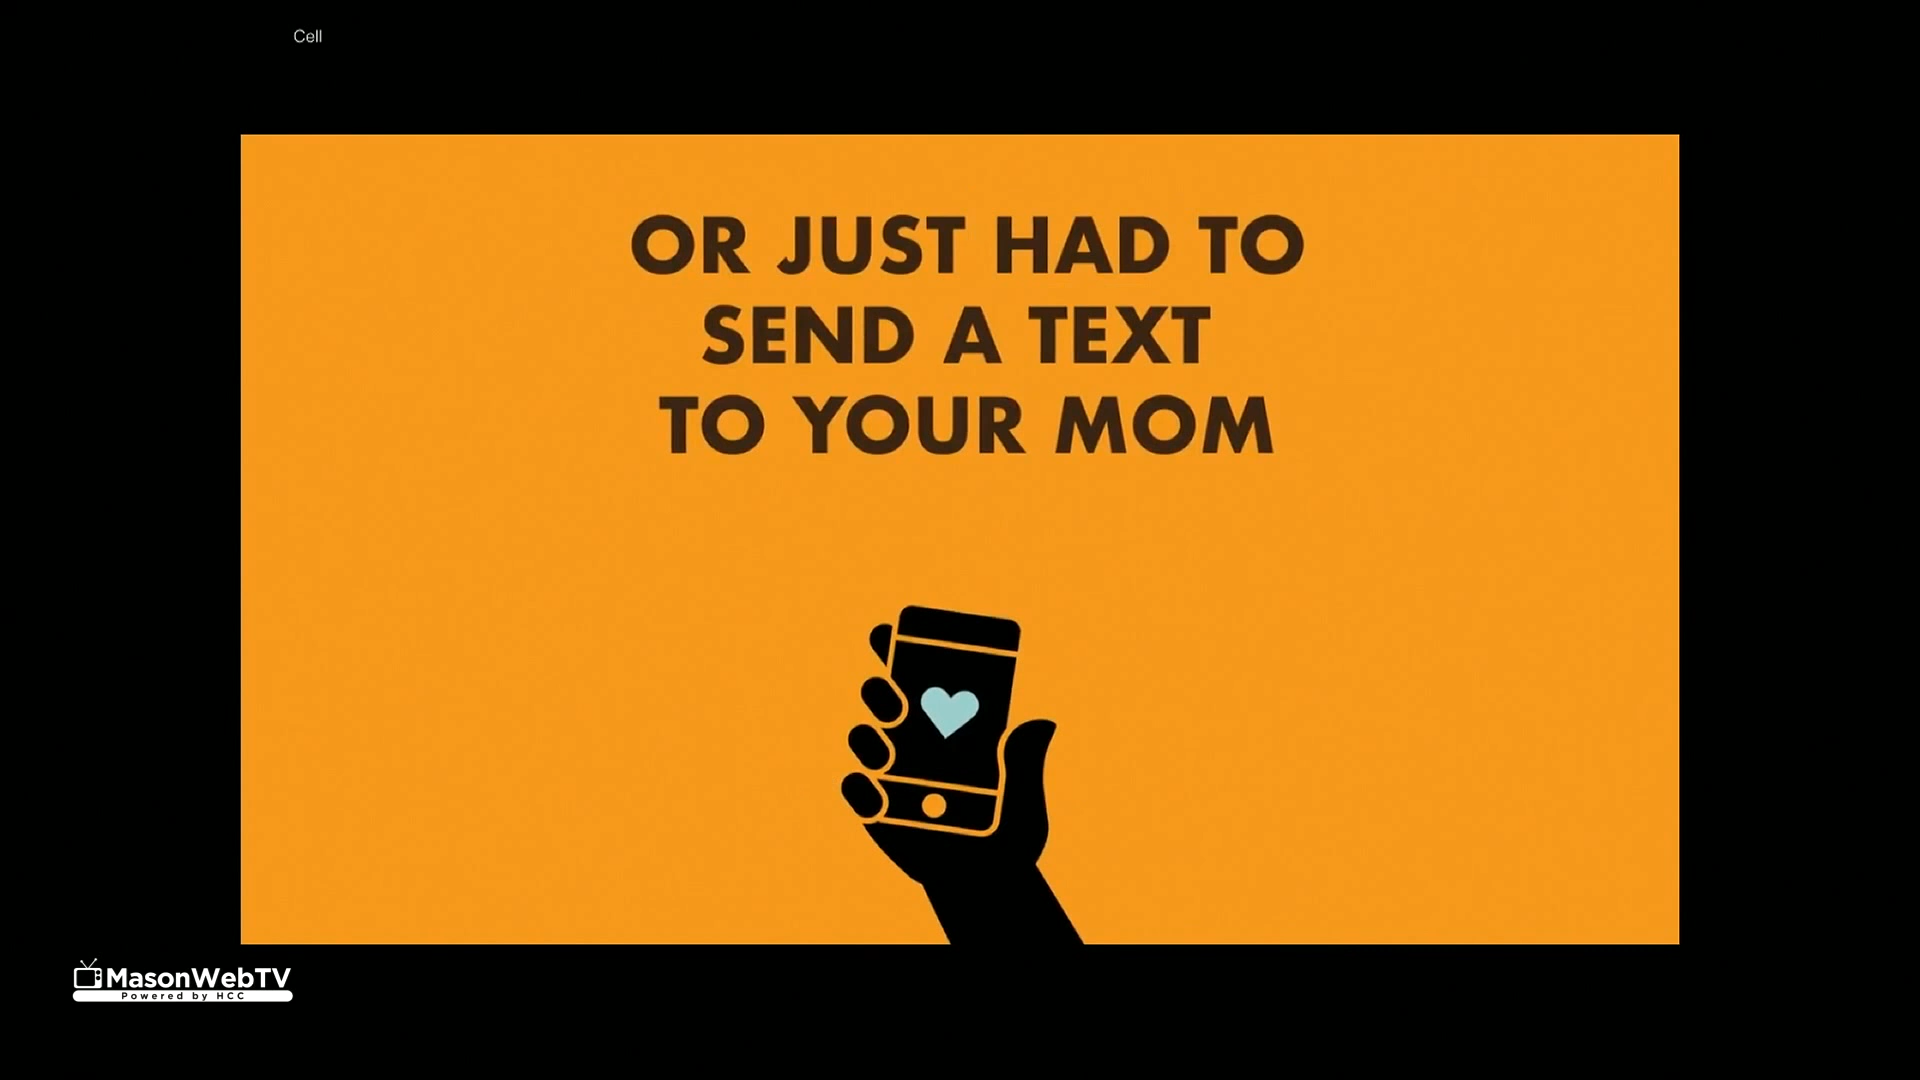 Cell
OR JUST HAD TO
SEND A TEXT
TO YOUR MOM
MasonWebTV
Powered by HCC